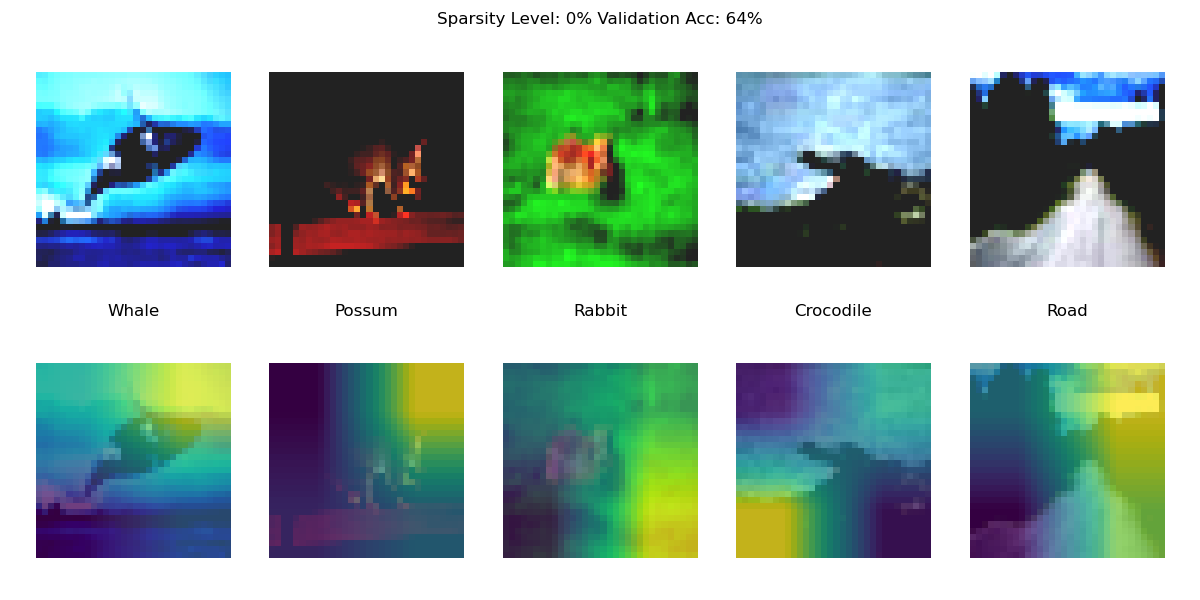 Sparsity Level: 0% Validation Acc: 64%
Whale
Possum
Rabbit
Crocodile
Road